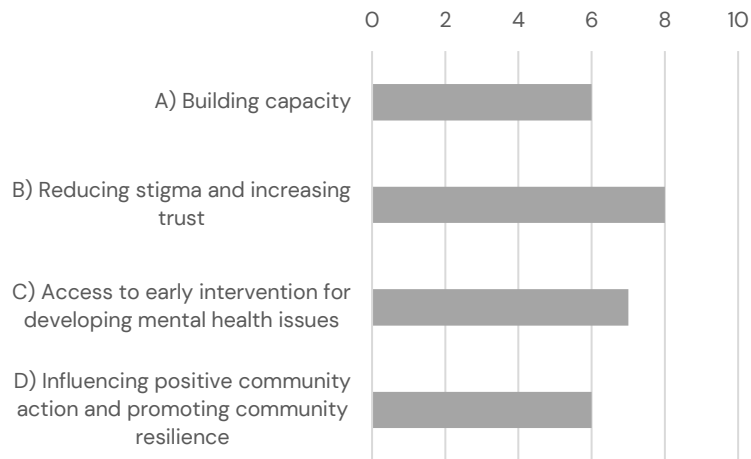 0 2 4 6 8 10
A) Building capacity
B) Reducing stigma and increasing
trust
C) Access to early intervention for
developing mental health issues
D) Influencing positive community
action and promoting community
resilience